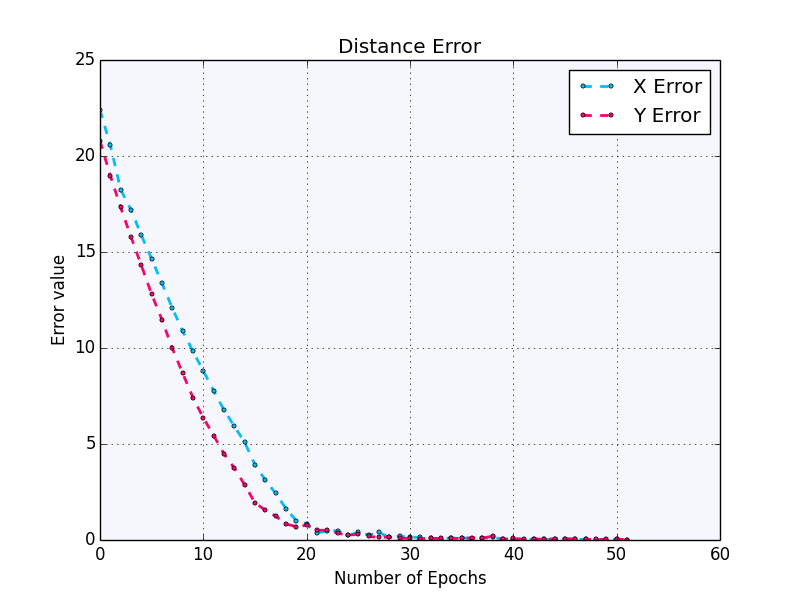 Distance Error
X Error
Y Error
25
20
15
10
5
0
Error value
0 10 20 30 40 50 60
Number of Epochs